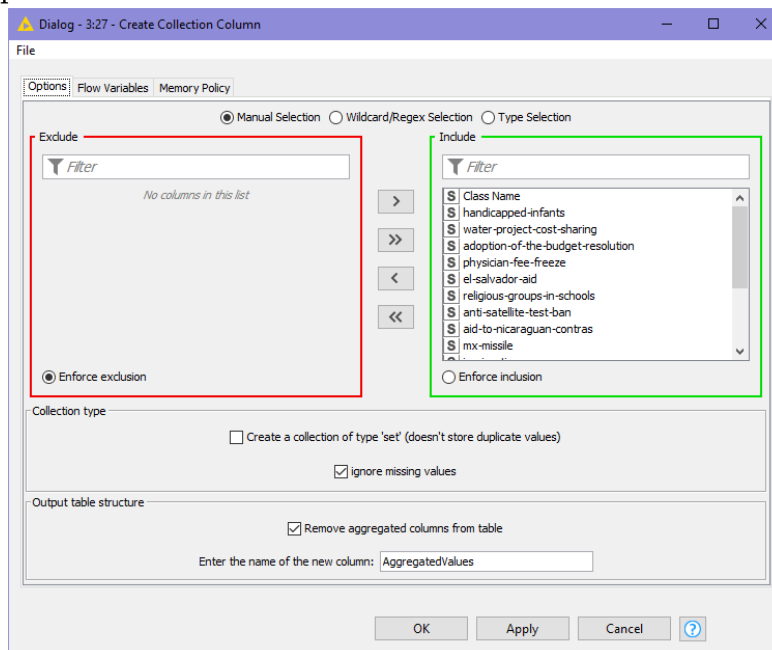 Dialog - 3:27 - Create Collection Column
File
Options Flow Variables Memory Policy
Manual Selection Wildcard/Regex Selection Type Selection
Exclude
Filter
No columns in this list
Enforce exclusion
>
>>
<
<<
Include
Filter
S Class Name
S handicapped-infants
S water-project-cost-sharing
S adoption-of-the-budget-resolution
S physician-fee-freeze
S el-salvador-aid
S religious-groups-in-schools
S anti-satellite-test-ban
S aid-to-nicaraguan-contras
S mx-missile
Enforce inclusion
Collection type
Create a collection of type 'set' (doesn't store duplicate values)
ignore missing values
Output table structure
Remove aggregated columns from table
Enter the name of the new column: AggregatedValues
OK Apply Cancel ?